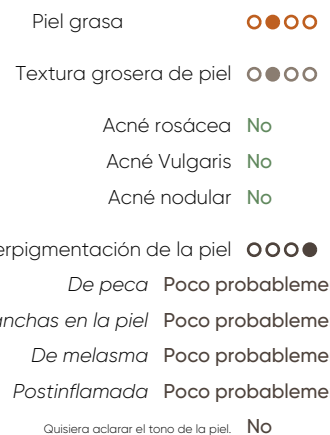 Piel grasa
Textura grosera de piel
Acné rosácea No
Acné Vulgaris No
Acné nodular No
erpigmentación de la piel
De peca Poco probableme
anchas en la piel Poco probableme
De melasma Poco probableme
Postinflamada Poco probableme
Quisiera aclarar el tono de la piel. No